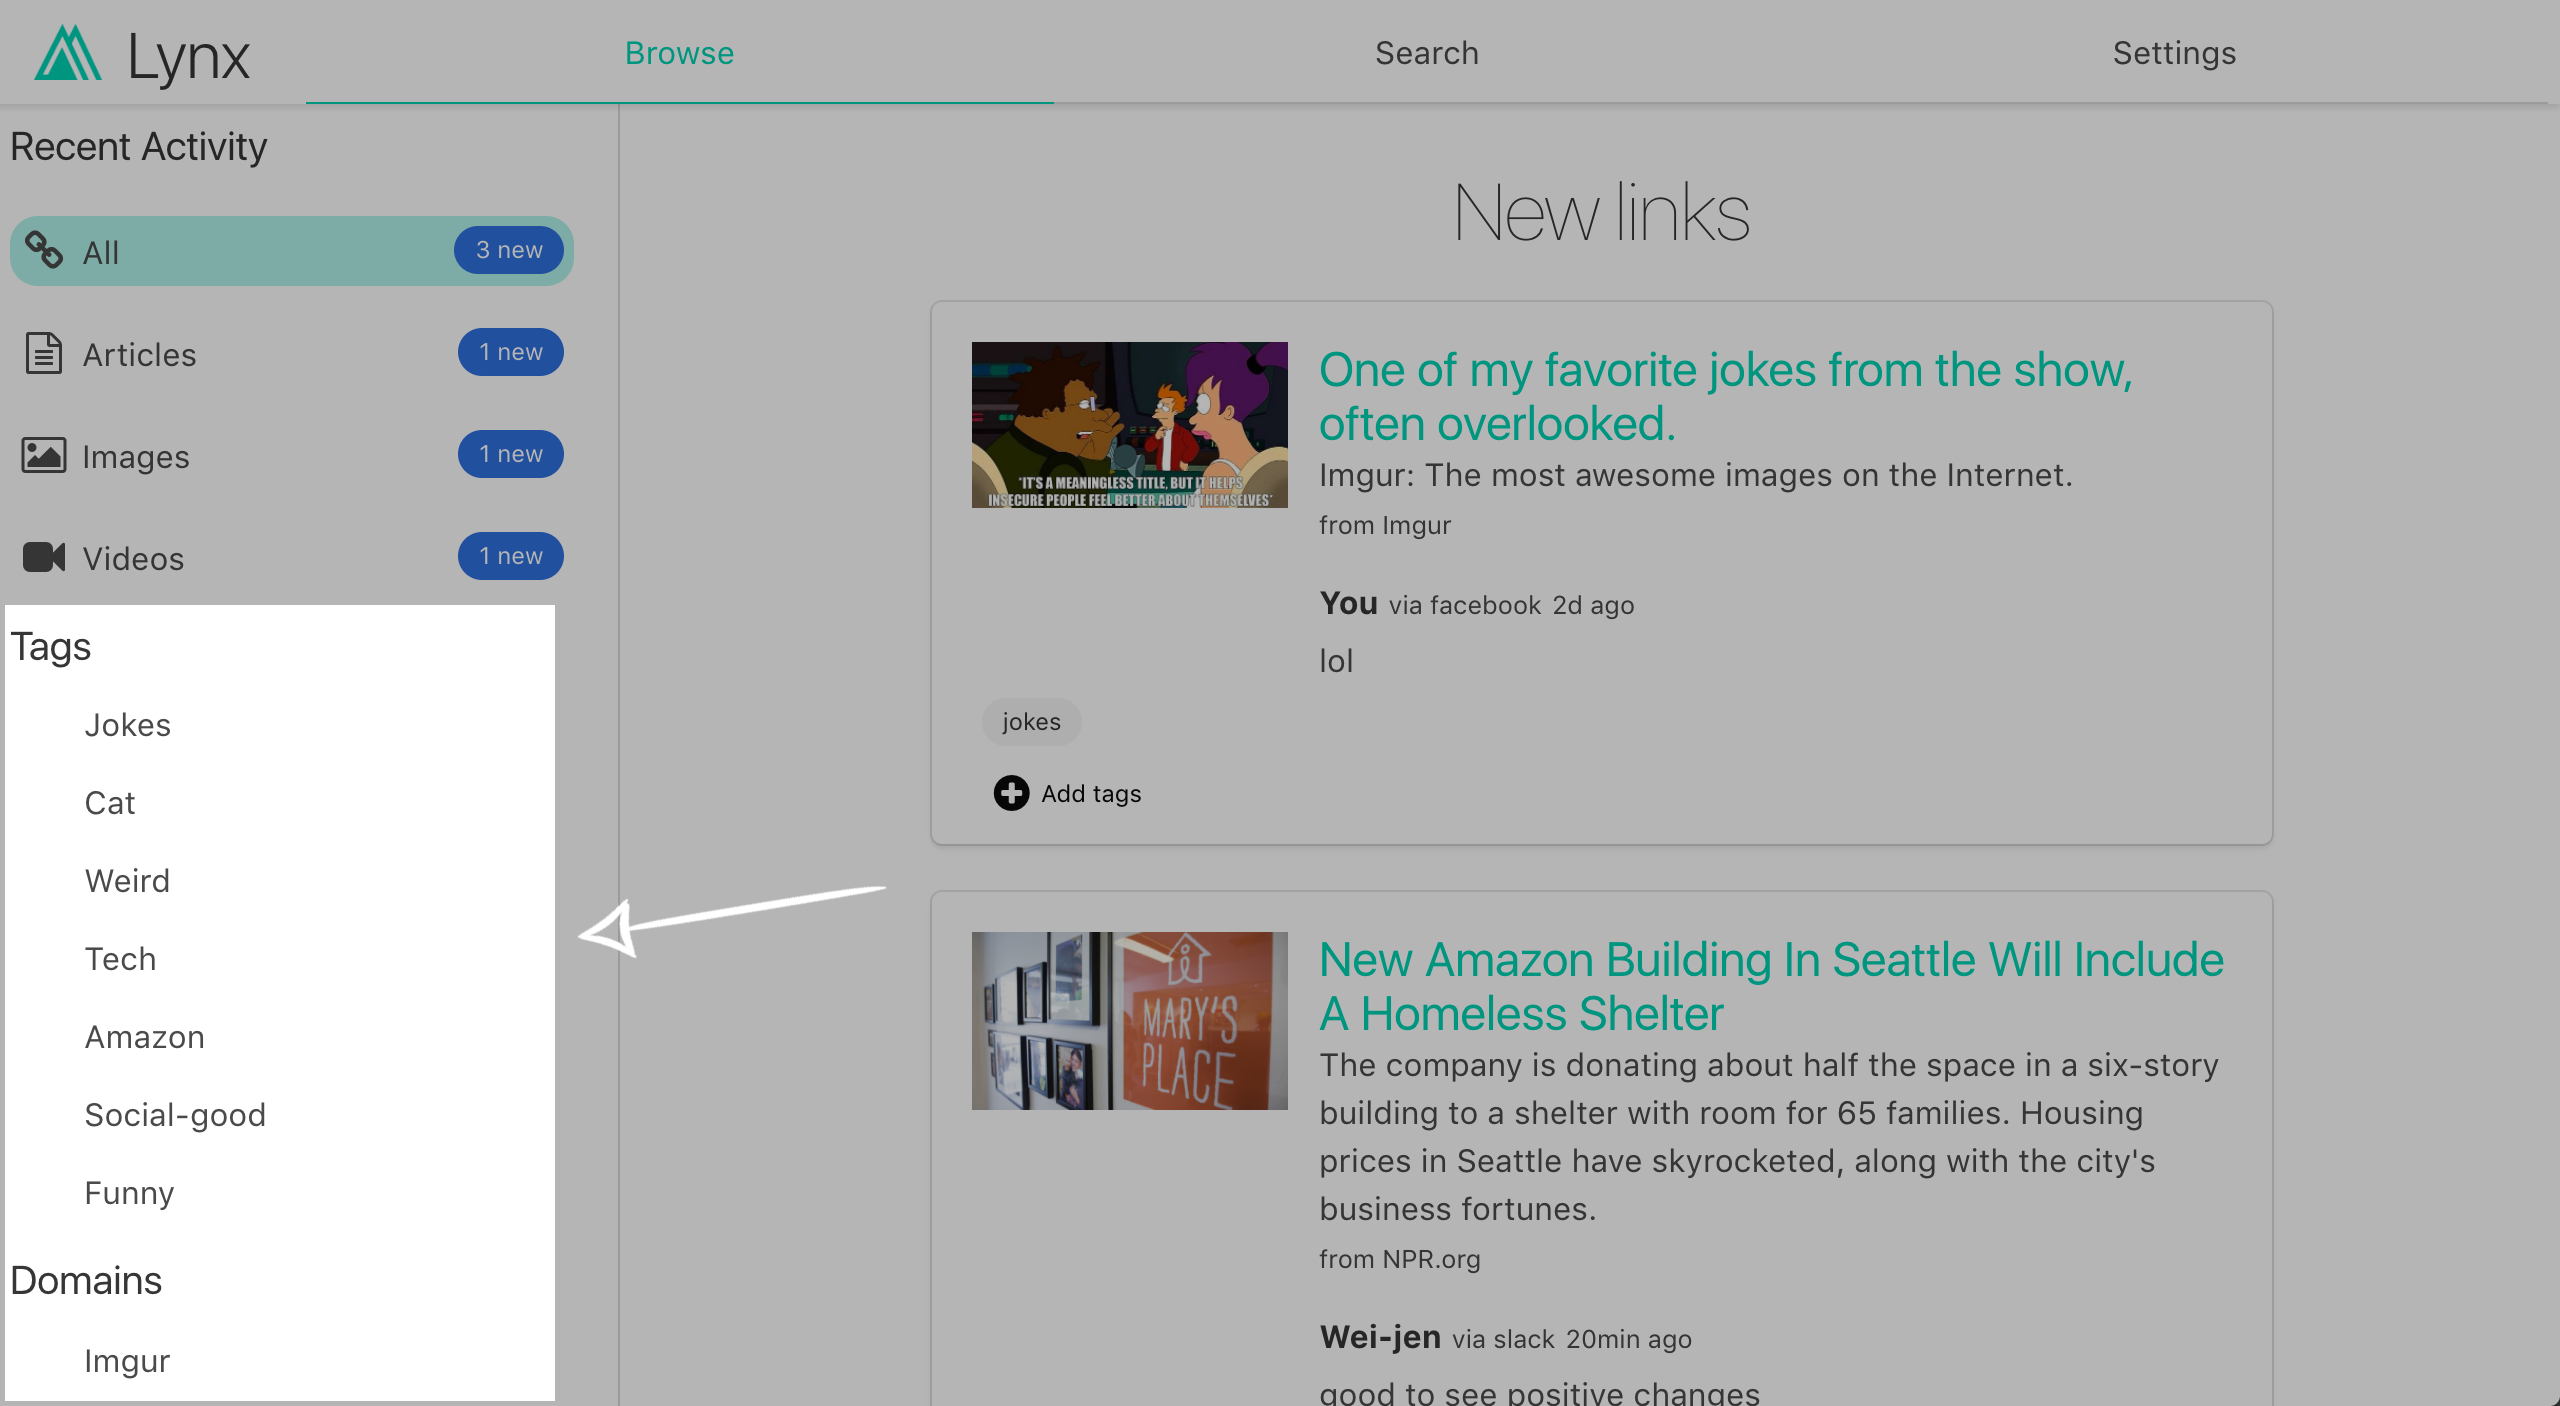 Lynx
Browse
Search
Settings
Recent Activity
All
3 new
Articles
1 new
Images
1 new
Videos
1 new
Tags
Jokes
Cat
Weird
Tech
Amazon
Social-good
Funny
Domains
Imgur
New links
"IT'S A MEANINGLESS TITLE, BUT IT HELPS
INSECURE PEOPLE FEEL BETTER ABOUT THEMSELVES"
One of my favorite jokes from the show,
often overlooked.
Imgur: The most awesome images on the Internet.
from Imgur
You via facebook 2d ago
lol
jokes
Add tags
MARY'S
PLACE
New Amazon Building In Seattle Will Include
A Homeless Shelter
The company is donating about half the space in a six-story
building to a shelter with room for 65 families. Housing
prices in Seattle have skyrocketed, along with the city's
business fortunes.
from NPR.org
Wei-jen via slack 20min ago
good to see positive changes